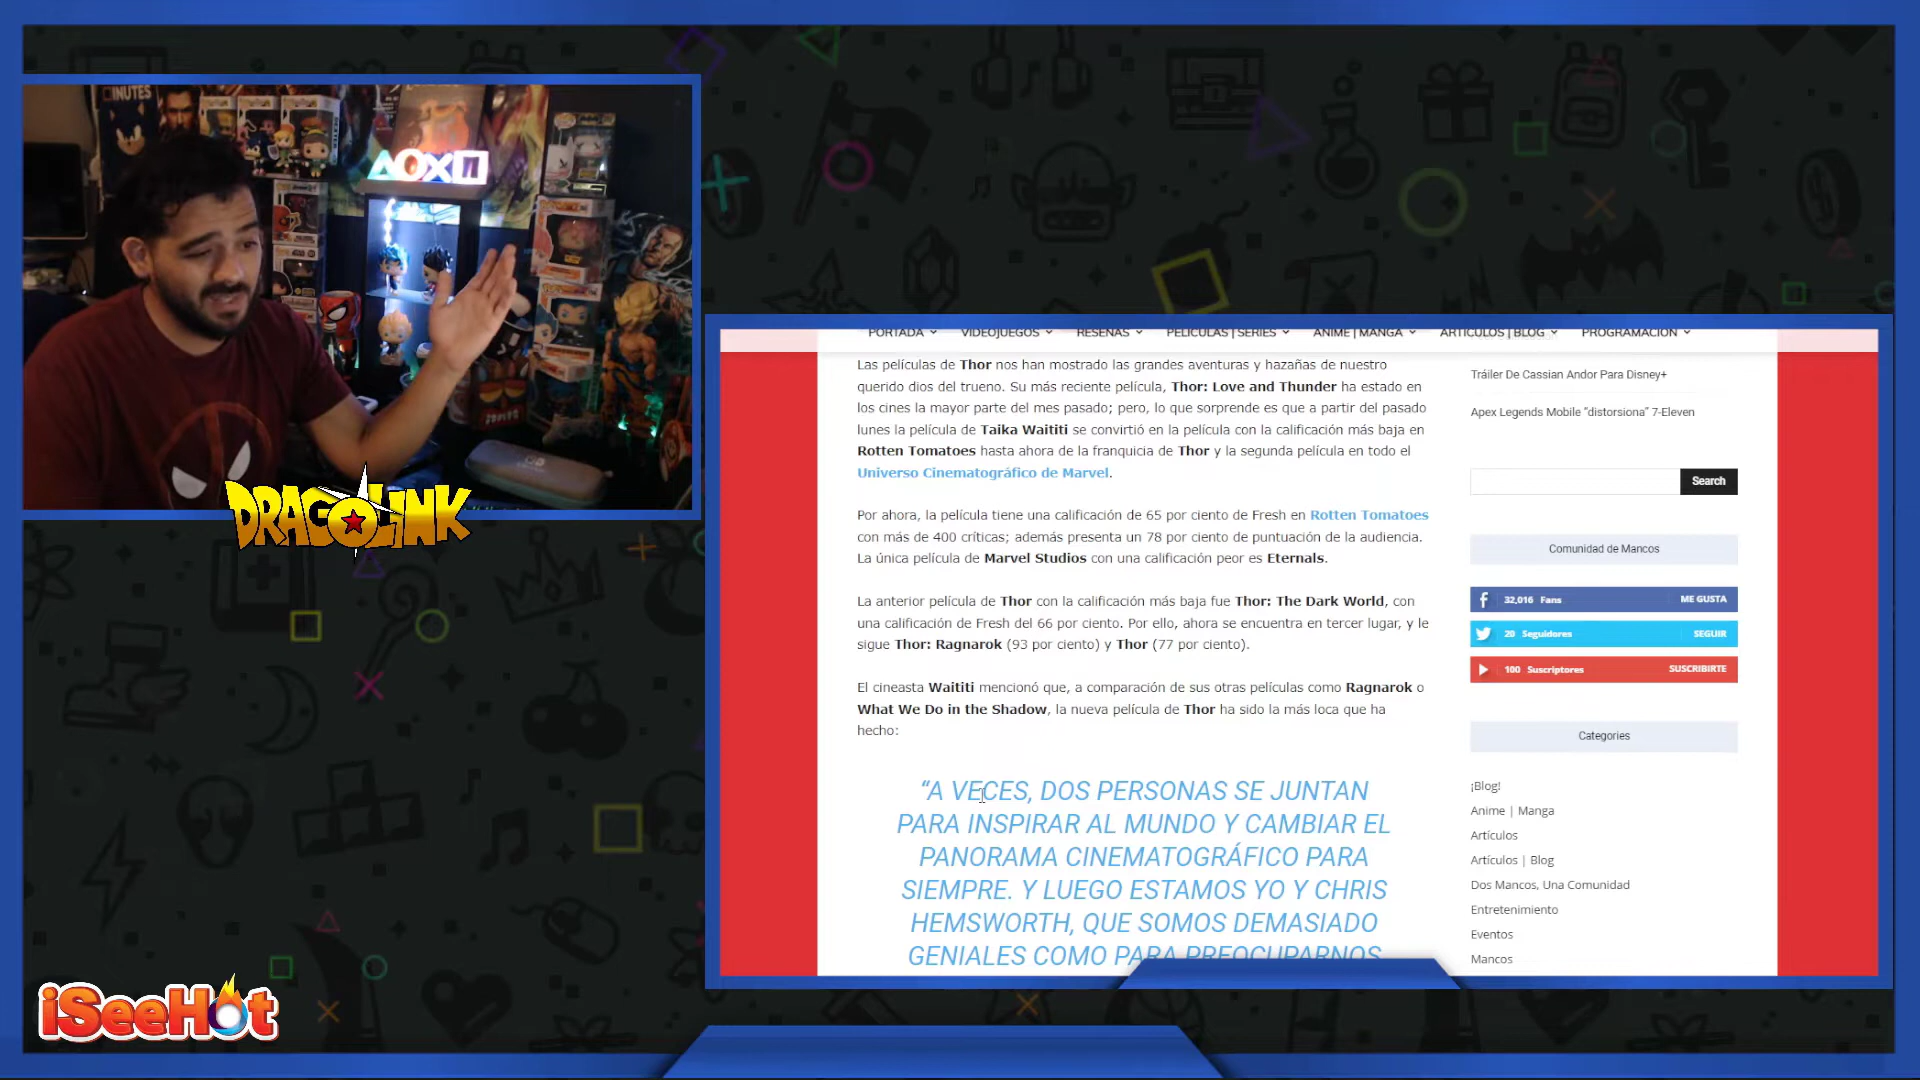 INUTES
DRAGOLINK
iSeeHot
PORTADA
VIDEOJUEGOS
RESEÑAS
PELÍCULAS | SERIES
ANIME | MANGA
ARTÍCULOS | BLOG
PROGRAMACIÓN
Las películas de Thor nos han mostrado las grandes aventuras y hazañas de nuestro
querido dios del trueno. Su más reciente película, Thor: Love and Thunder ha estado en
los cines la mayor parte del mes pasado; pero, lo que sorprende es que a partir del pasado
lunes la película de Taika Waititi se convirtió en la película con la calificación más baja en
Rotten Tomatoes hasta ahora de la franquicia de Thor y la segunda película en todo el
Universo Cinematográfico de Marvel.
Por ahora, la película tiene una calificación de 65 por ciento de Fresh en Rotten Tomatoes
con más de 400 críticas; además presenta un 78 por ciento de puntuación de la audiencia.
La única película de Marvel Studios con una calificación peor es Eternals.
La anterior película de Thor con la calificación más baja fue Thor: The Dark World, con
una calificación de Fresh del 66 por ciento. Por ello, ahora se encuentra en tercer lugar, y le
sigue Thor: Ragnarok (93 por ciento) y Thor (77 por ciento).
El cineasta Waititi mencionó que, a comparación de sus otras películas como Ragnarok o
What We Do in the Shadow, la nueva película de Thor ha sido la más loca que ha
hecho:
“A VECES, DOS PERSONAS SE JUNTAN
PARA INSPIRAR AL MUNDO Y CAMBIAR EL
PANORAMA CINEMATOGRÁFICO PARA
SIEMPRE. Y LUEGO ESTAMOS YO Y CHRIS
HEMSWORTH, QUE SOMOS DEMASIADO
GENIALES COMO PARA PREOCUPARNOS
Tráiler De Cassian Andor Para Disney+
Apex Legends Mobile “distorsiona” 7-Eleven
Search
Comunidad de Mancos
32,016 Fans ME GUSTA
20 Seguidores SEGUIR
100 Suscriptores SUSCRIBIRTE
Categories
¡Blog!
Anime | Manga
Artículos
Artículos | Blog
Dos Mancos, Una Comunidad
Entretenimiento
Eventos
Mancos